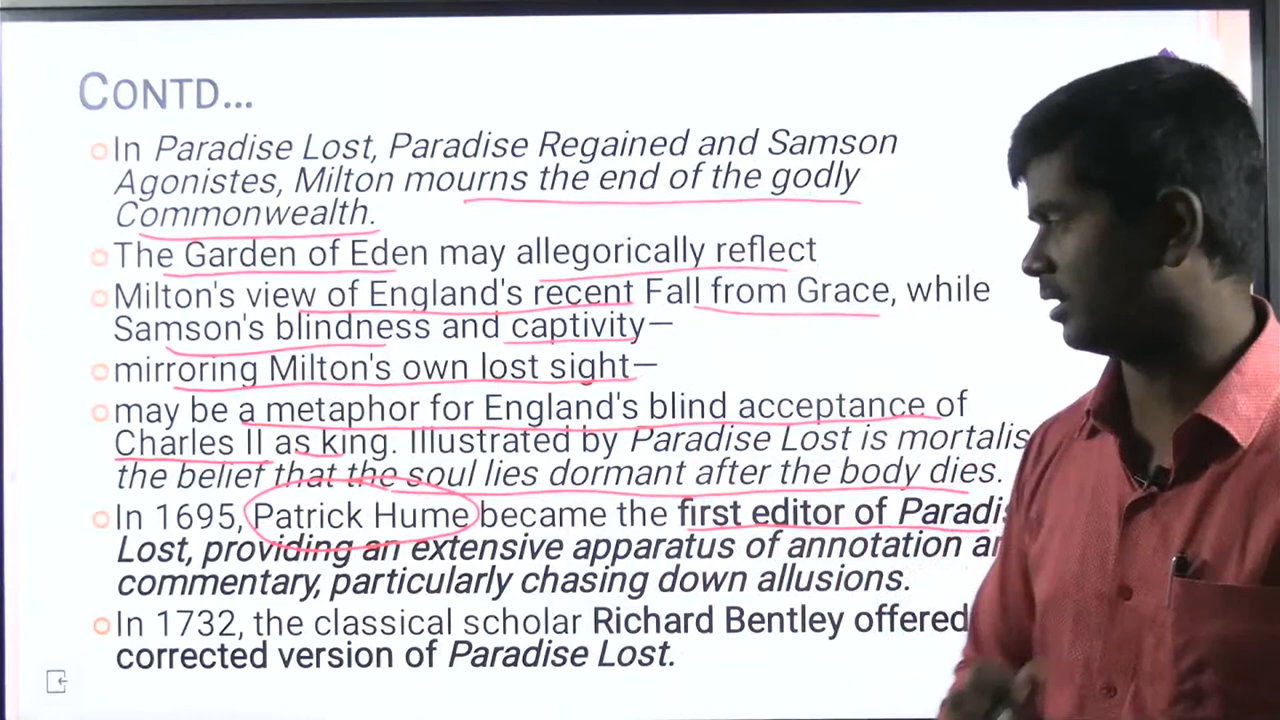 CONTD...
In Paradise Lost, Paradise Regained and Samson
Agonistes, Milton mourns the end of the godly
Commonwealth.
The Garden of Eden may allegorically reflect
Milton's view of England's recent Fall from Grace, while
Samson's blindness and captivity—
mirroring Milton's own lost sight—
may be a metaphor for England's blind acceptance of
Charles II as king. Illustrated by Paradise Lost is mortalis
the belief that the soul lies dormant after the body dies.
In 1695, Patrick Hume became the first editor of Paradi
Lost, providing an extensive apparatus of annotation
commentary, particularly chasing down allusions.
In 1732, the classical scholar Richard Bentley offered
corrected version of Paradise Lost.